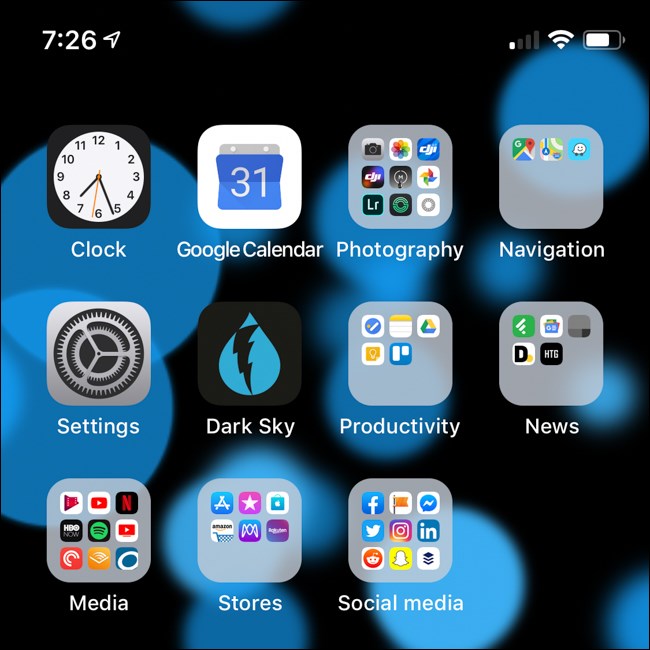 7:26
12
11 1
10 2
9 3
8 4
7 5
6
31
Clock
Google Calendar
Photography
Navigation
dji
dji
Lr
Settings
Dark Sky
Productivity
News
GE
D
HTG
N
HBO
NOW
amazon
Rakuten
f
in
Media
Stores
Social media